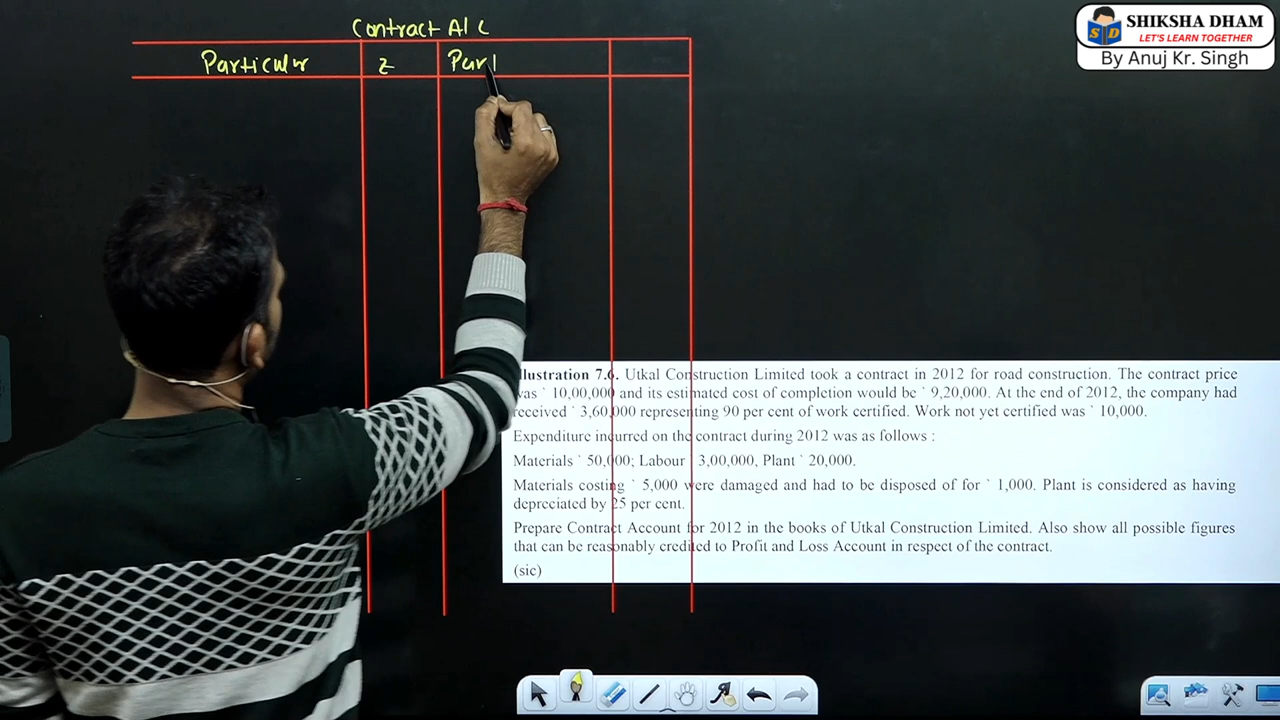 Contract A/C
Particular ₹ Par
SHIKSHA DHAM
LET'S LEARN TOGETHER
S D
By Anuj Kr. Singh
Illustration 7.6. Utkal Construction Limited took a contract in 2012 for road construction. The contract price
was ` 10,00,000 and its estimated cost of completion would be ` 9,20,000. At the end of 2012, the company had
received ` 3,60,000 representing 90 per cent of work certified. Work not yet certified was ` 10,000.
Expenditure incurred on the contract during 2012 was as follows :
Materials ` 50,000; Labour ` 3,00,000, Plant ` 20,000.
Materials costing ` 5,000 were damaged and had to be disposed of for ` 1,000. Plant is considered as having
depreciated by 25 per cent.
Prepare Contract Account for 2012 in the books of Utkal Construction Limited. Also show all possible figures
that can be reasonably credited to Profit and Loss Account in respect of the contract.
(sic)